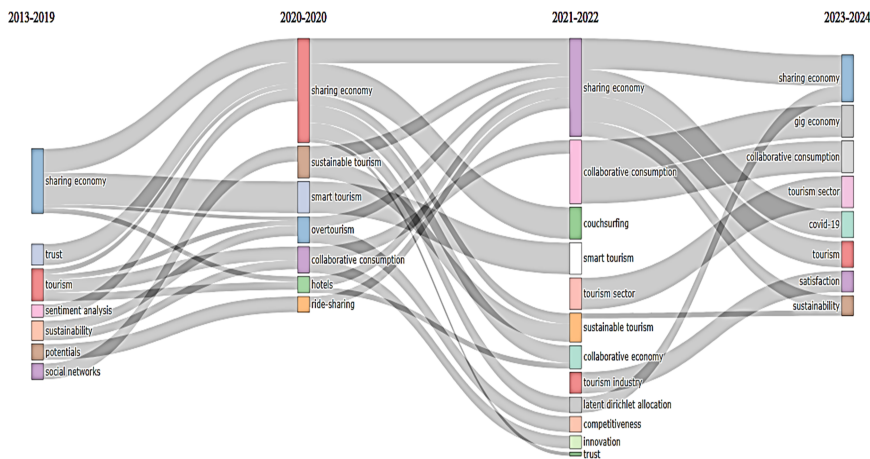 2013-2019
2020-2020
2021-2022
2023-2024
sharing economy
trust
tourism
sentiment analysis
sustainability
potentials
social networks
sharing economy
sustainable tourism
smart tourism
overtourism
collaborative consumption
hotels
ride-sharing
sharing economy
collaborative consumption
couchsurfing
smart tourism
tourism sector
sustainable tourism
collaborative economy
tourism industry
latent dirichlet allocation
competitiveness
innovation
trust
sharing economy
gig economy
collaborative consumption
tourism sector
covid-19
tourism
satisfaction
sustainability